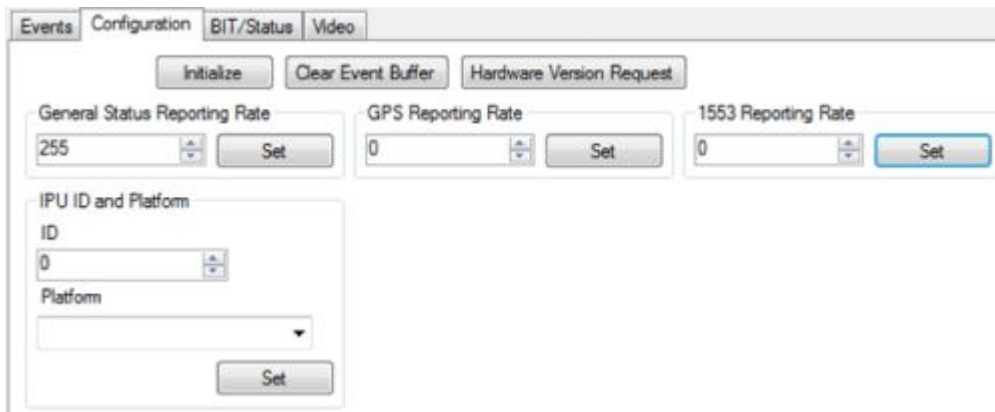 Events Configuration BIT/Status Video
Initialize Clear Event Buffer Hardware Version Request
General Status Reporting Rate GPS Reporting Rate 1553 Reporting Rate
255 Set 0 Set 0 Set
IPU ID and Platform
ID
0
Platform
Set